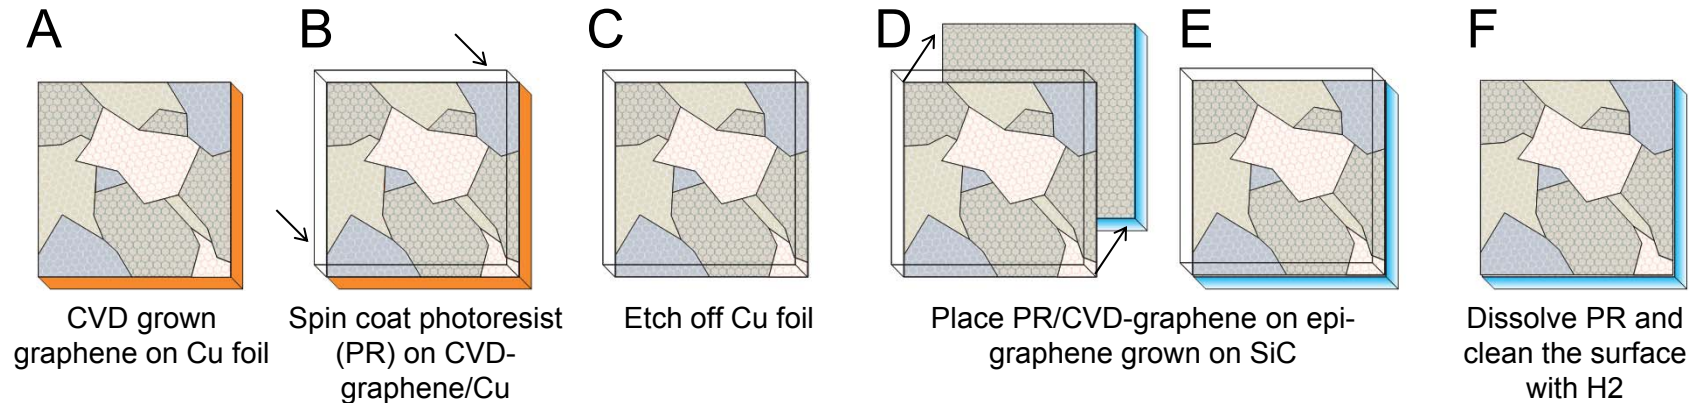 A
B
C
D
E
F
CVD grown
graphene on Cu foil
Spin coat photoresist
(PR) on CVD-
graphene/Cu
Etch off Cu foil
Place PR/CVD-graphene on epi-
graphene grown on SiC
Dissolve PR and
clean the surface
with H2